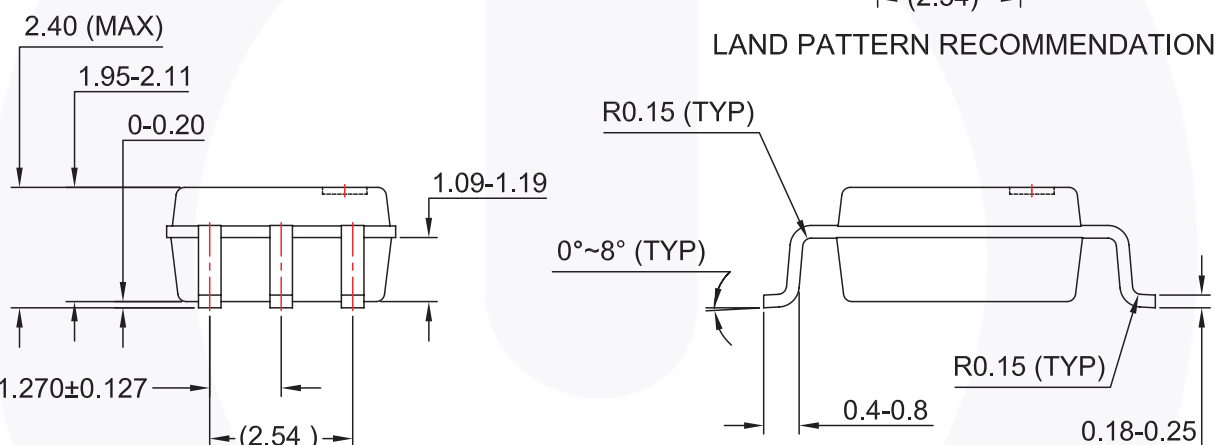 (2.54)
2.40 (MAX)
LAND PATTERN RECOMMENDATION
1.95-2.11
R0.15 (TYP)
0-0.20
1.09-1.19
0°~8° (TYP)
R0.15 (TYP)
1.270±0.127
0.4-0.8
(2.54 )
0.18-0.25